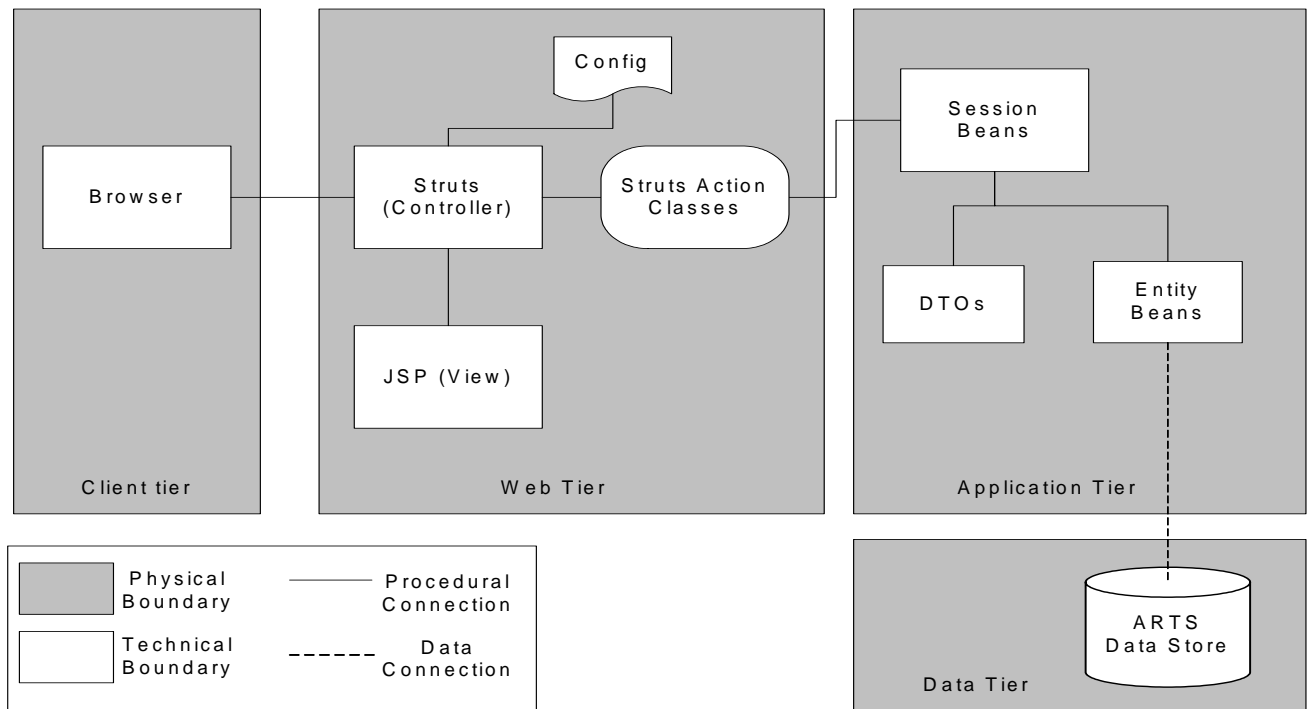 Config
Browser
Struts
(Controller)
Struts Action
Classes
JSP (View)
Session
Beans
DTOs
Entity
Beans
Client tier
Web Tier
Application Tier
Physical
Boundary
Procedural
Connection
Technical
Boundary
Data
Connection
ARTS
Data Store
Data Tier